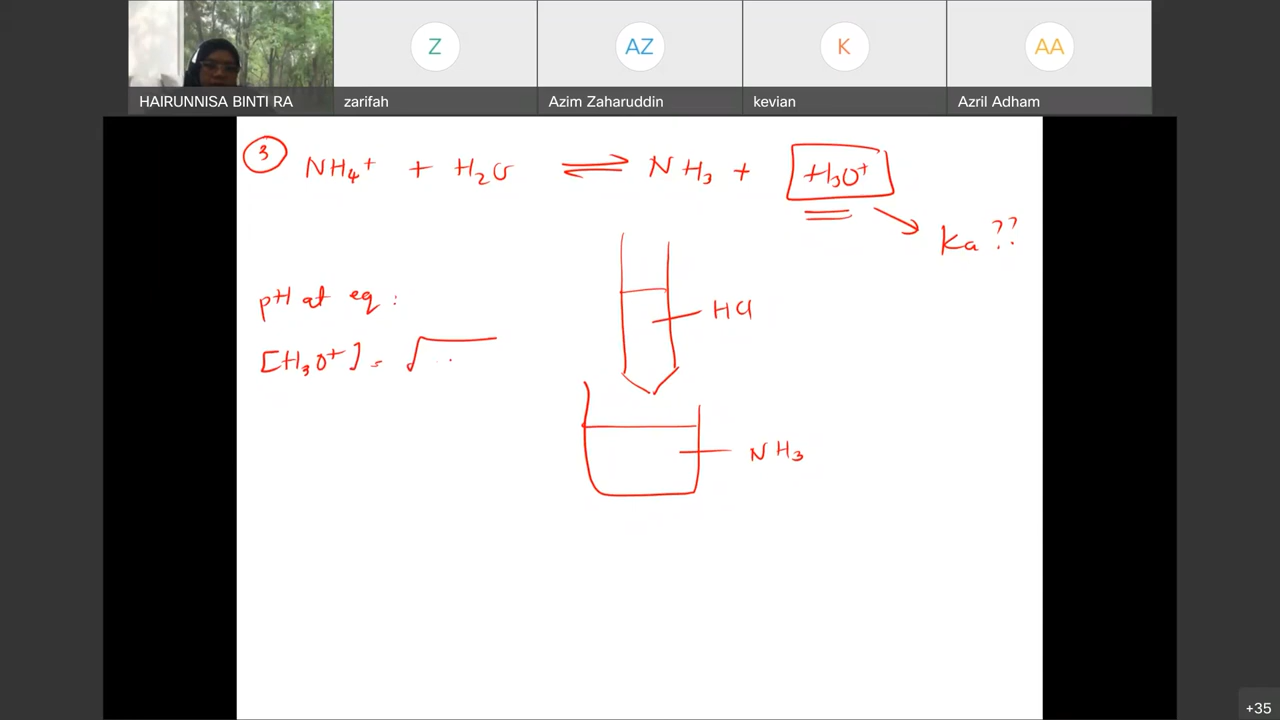 Z
AZ
K
AA
HAIRUNNISA BINTI RA
zarifah
Azim Zaharuddin
kevian
Azril Adham
3 NH4+ + H2O ⇌ NH3 + H3O+
Ka ??
pH at eq :
[H3O+] = √
HCl
NH3
+35